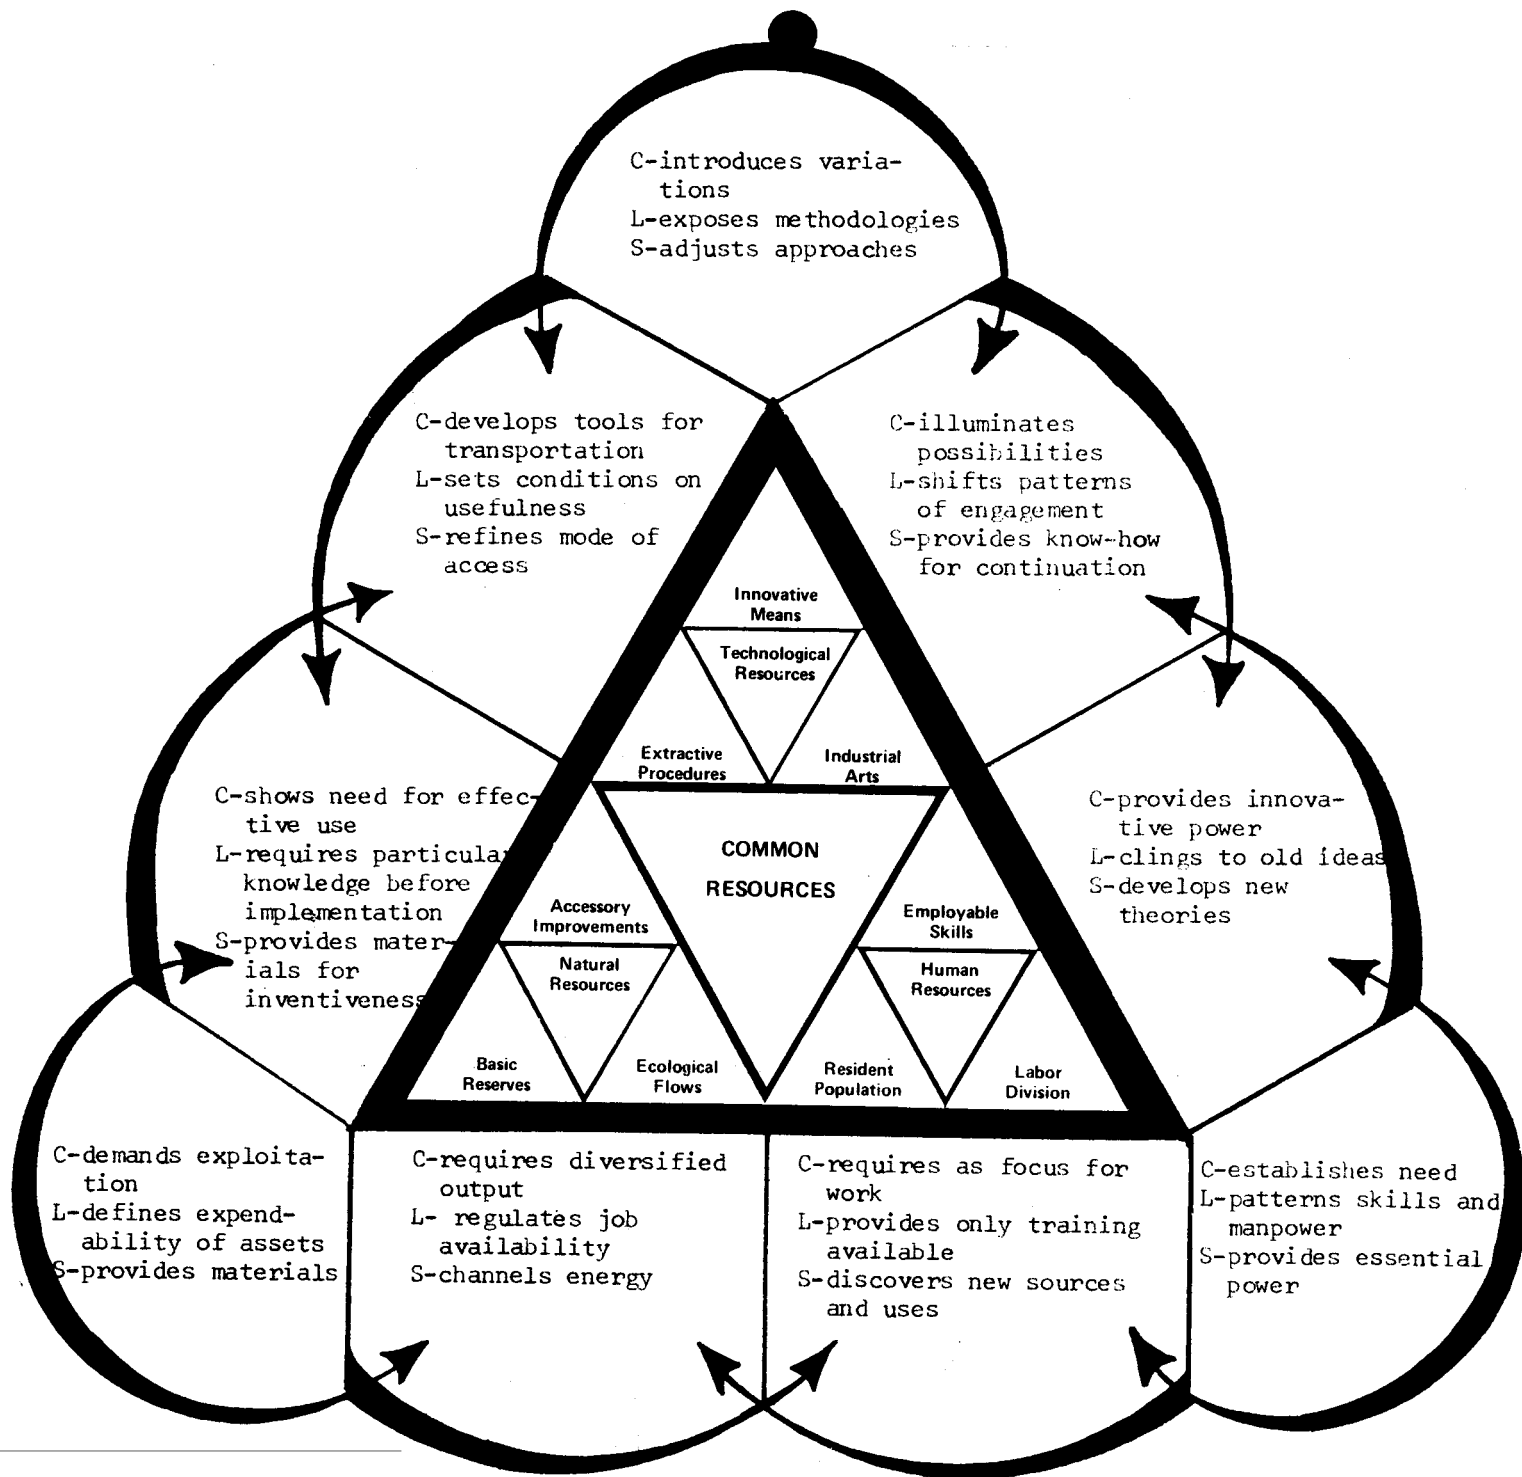 C-introduces varia-
tions
L-exposes methodologies
S-adjusts approaches
C-develops tools for
transportation
L-sets conditions on
usefulness
S-refines mode of
access
C-illuminates
possibilities
L-shifts patterns
of engagement
S-provides know-how
for continuation
Innovative
Means
Technological
Resources
Extractive
Procedures
Industrial
Arts
C-shows need for effec-
tive use
L-requires particular
knowledge before
implementation
S-provides mater-
ials for
inventiveness
COMMON
RESOURCES
C-provides innova-
tive power
L-clings to old ideas
S-develops new
theories
Accessory
Improvements
Natural
Resources
Basic
Reserves
Ecological
Flows
Employable
Skills
Human
Resources
Resident
Population
Labor
Division
C-demands exploita-
tion
L-defines expend-
ability of assets
S-provides materials
C-requires diversified
output
L- regulates job
availability
S-channels energy
C-requires as focus for
work
L-provides only training
available
S-discovers new sources
and uses
C-establishes need
L-patterns skills and
manpower
S-provides essential
power